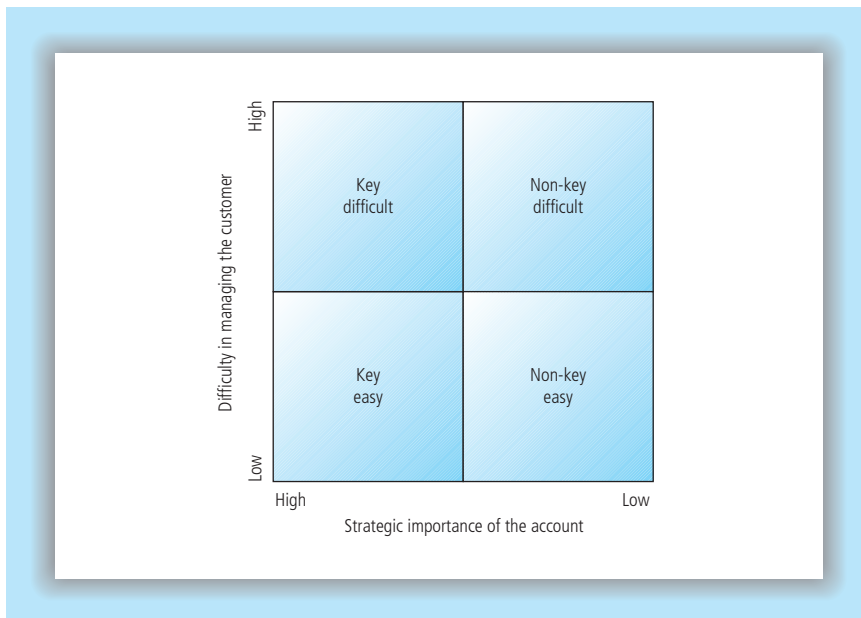 High
Difficulty in managing the customer
Low
Key
difficult
Non-key
difficult
Key
easy
Non-key
easy
High
Low
Strategic importance of the account